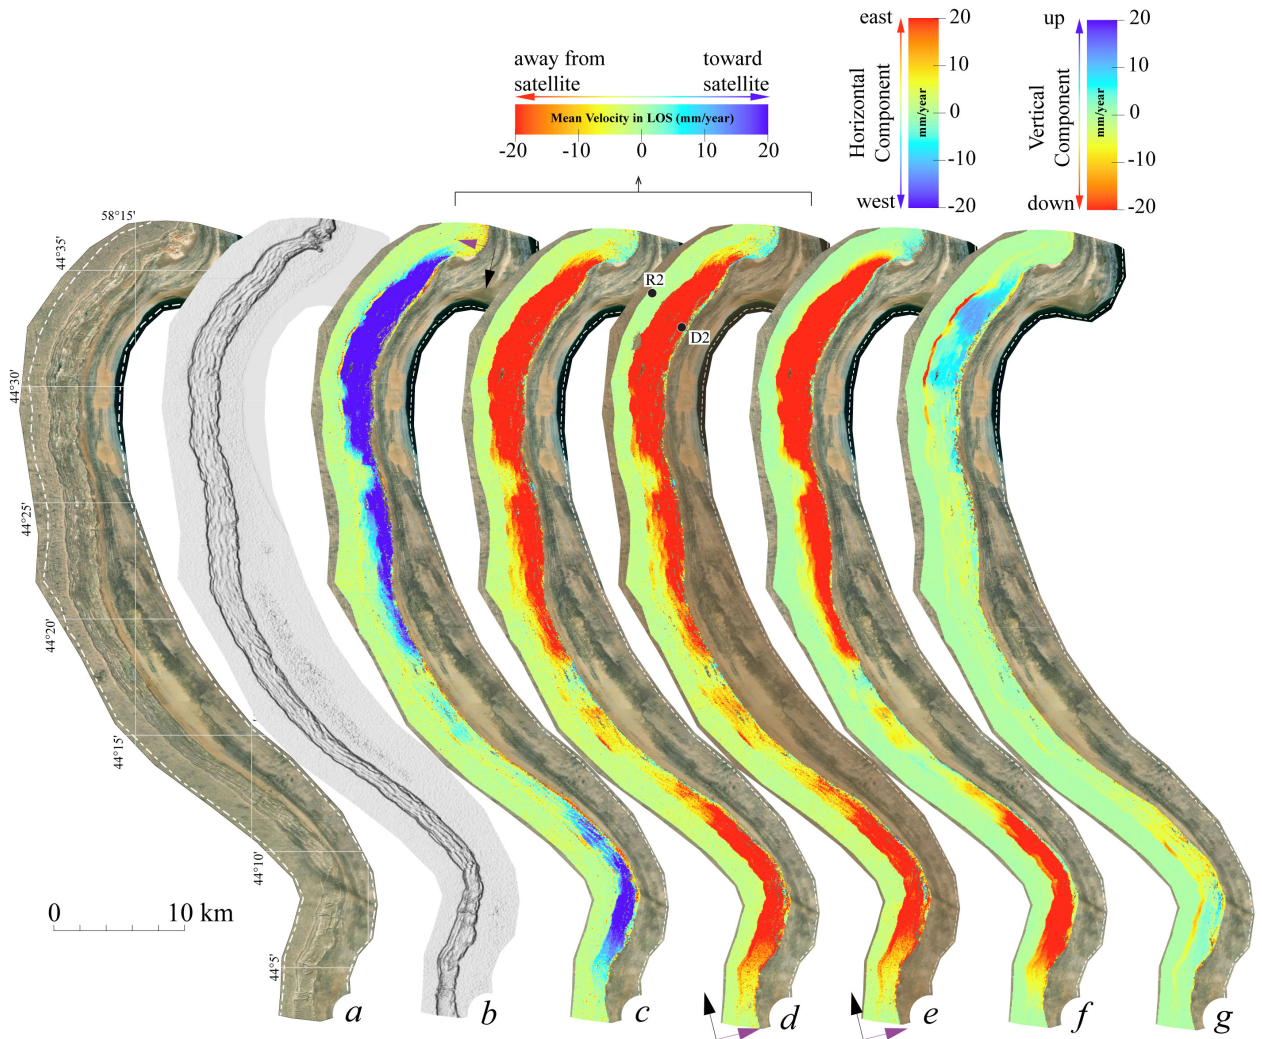 away from
satellite
toward
satellite
Mean Velocity in LOS (mm/year)
-20
-10
0
10
20
east
west
Horizontal
Component
mm/year
20
10
0
-10
-20
up
down
Vertical
Component
mm/year
20
10
0
-10
-20
58°15'
44°35'
44°30'
44°25'
44°20'
44°15'
44°10'
44°5'
R2
D2
0
10 km
a
b
c
d
e
f
g